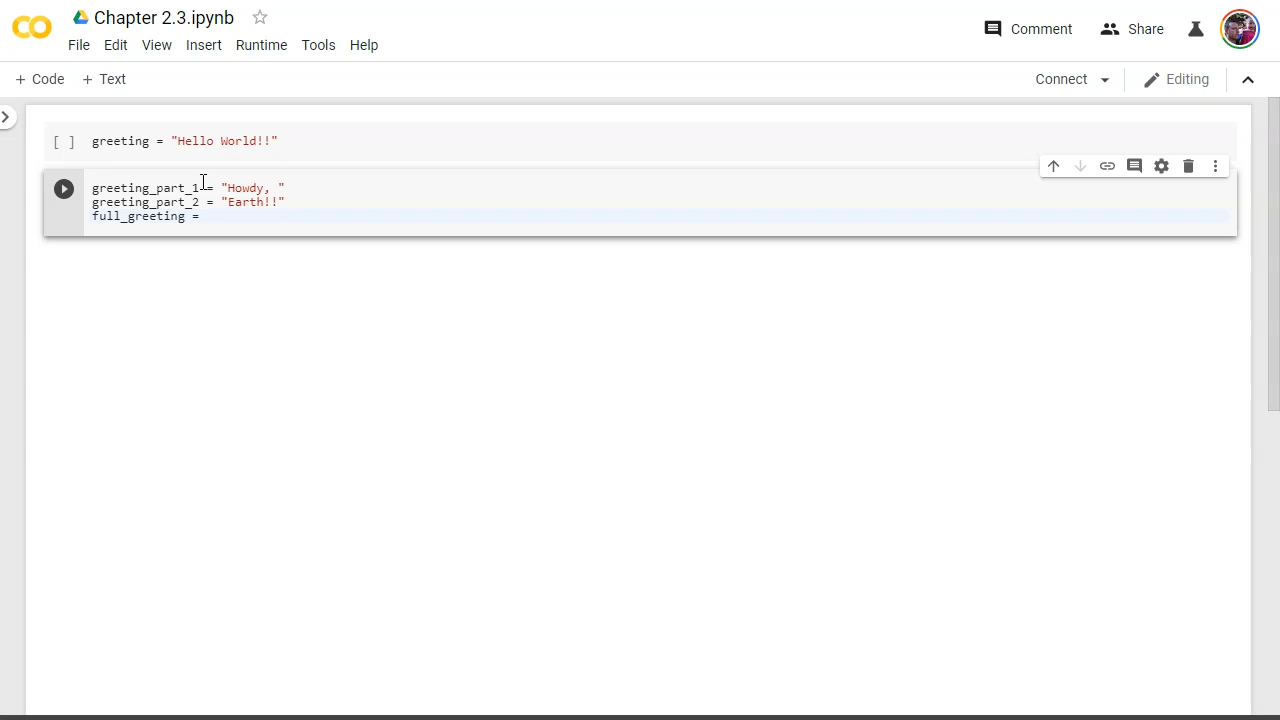 Chapter 2.3.ipynb
File Edit View Insert Runtime Tools Help
Comment Share
+ Code + Text
Connect Editing
[ ] greeting = "Hello World!!"
greeting_part_1 = "Howdy, "
greeting_part_2 = "Earth!!"
full_greeting =